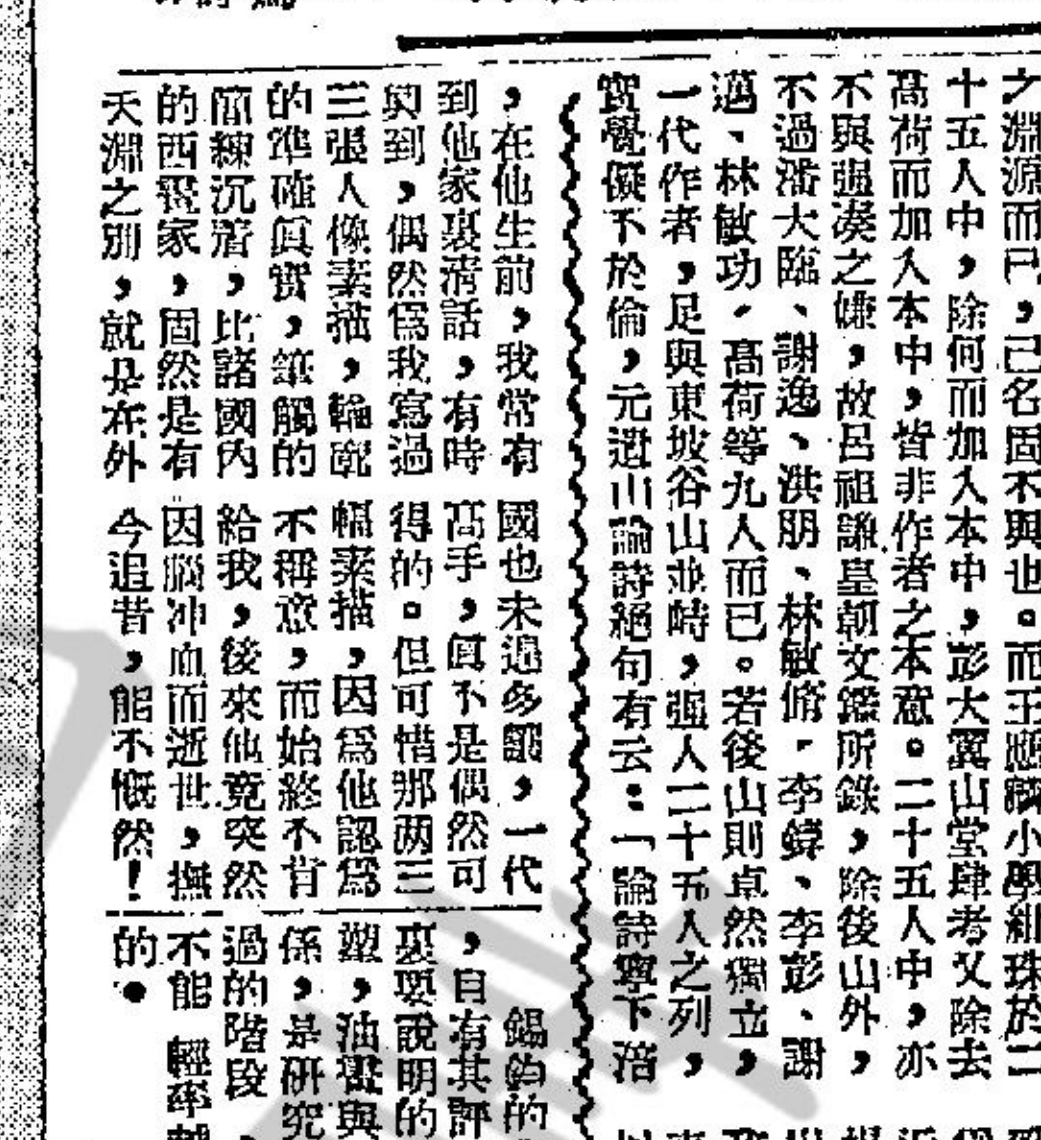 之淵源而已，己名固不與也。而王應麟小學紺珠於二
十五人中，除何而加入本中，彭大翼山堂肆考又除去
高荷而加入本中，皆非作者之本意。二十五人中，亦
不與强凑之嫌，故呂祖謙皇朝文鑑所錄，除後山外，
不過潘大臨、謝逸、洪朋、林敏脩、李錞、李彭、謝
邁、林敏功、高荷等九人而已。若後山則卓然獨立，
一代作者，足與東坡谷山並峙，强人二十五人之列，
實覺儗不於倫，元遺山論詩絕句有云：「論詩寧下涪
，在他生前，我常有
到他家裏清話，有時
興到，偶然爲我寫過
三張人像素描，輪廓
的準確眞實，筆觸的
簡練沉着，比諸國內
的西畫家，固然是有
天淵之別，就是在外
國也未過多讓，一代
高手，眞不是偶然可
得的。但可惜那两三
幅素描，因爲他認爲
不稱意，而始終不肯
給我，後來他竟突然
因腦冲血而逝世，撫
今追昔，能不慨然！
錫鈞的
，自有其評
裏要說明的
塑，油畫與
係，是研究
過的階段，
不能 輕率
的●